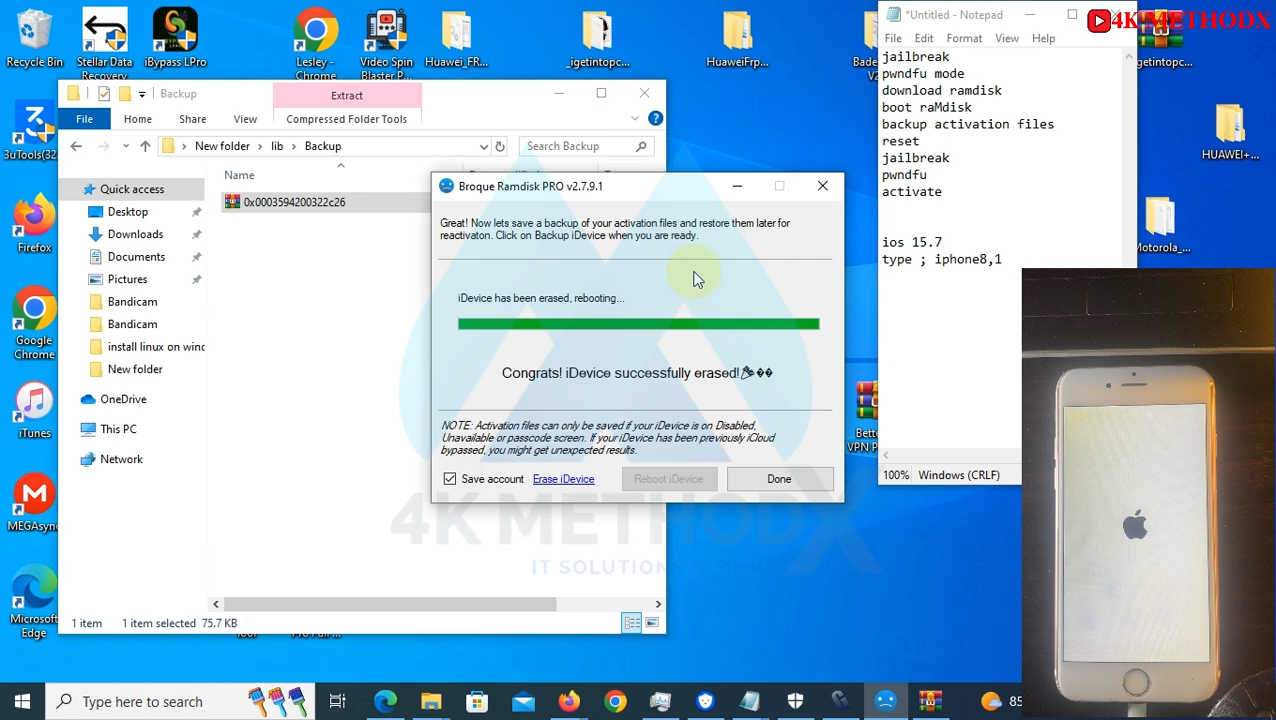 Recycle Bin
Stellar Data
Recovery
iBypass LPro
Lesley -
Chrome
Video Spin
Blaster P...
Huawei_FR...
_igetintopc...
HuaweiFrp...
Bade
V2
*Untitled - Notepad
4K METHODX
File Edit Format View Help
jailbreak
pwndfu mode
download ramdisk
boot raMdisk
backup activation files
reset
jailbreak
pwndfu
activate
ios 15.7
type ; iphone8,1
100% Windows (CRLF)
igetintopc...
HUAWEI+...
Motorola_...
Bette
VPN P
3uTools(32
Firefox
Google
Chrome
iTunes
MEGAsync
Microsoft
Edge
Backup
Extract
File Home Share View Compressed Folder Tools
New folder > lib > Backup
Search Backup
Name
Quick access
Desktop
Downloads
Documents
Pictures
Bandicam
Bandicam
install linux on winc
New folder
OneDrive
This PC
Network
0x0003594200322c26
1 item 1 item selected 75.7 KB
Broque Ramdisk PRO v2.7.9.1
Great! Now lets save a backup of your activation files and restore them later for
reactivaton. Click on Backup iDevice when you are ready.
iDevice has been erased, rebooting...
Congrats! iDevice successfully erased!
NOTE: Activation files can only be saved if your iDevice is on Disabled,
Unavailable or passcode screen. If your iDevice has been previously iCloud
bypassed, you might get unexpected results.
Save account Erase iDevice Reboot iDevice Done
4K METHODX
IT SOLUTIONS
Type here to search
85